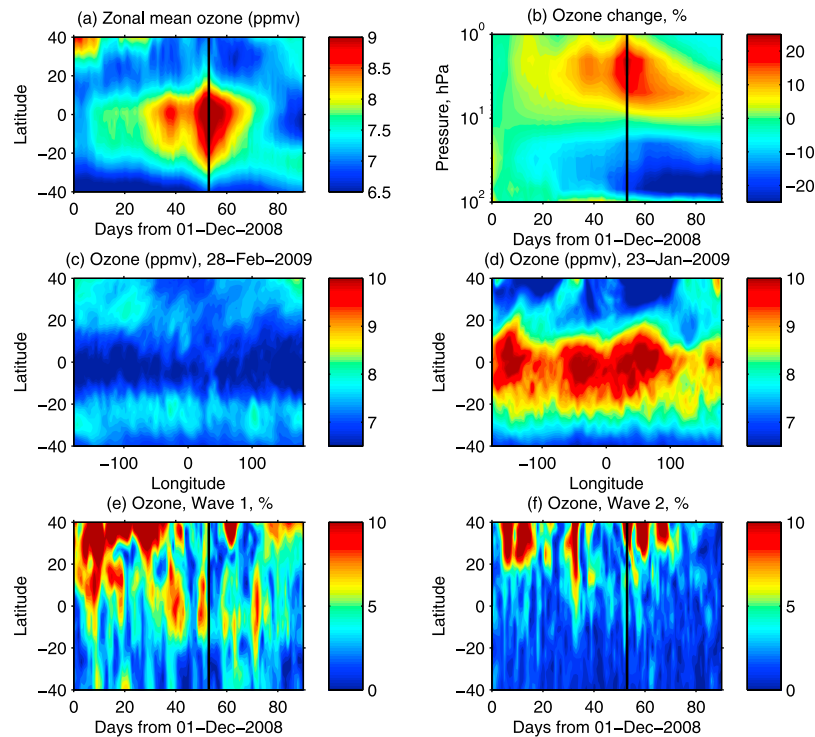 (a) Zonal mean ozone (ppmv)
40
20
0
−20
−40
Latitude
0 20 40 60 80
Days from 01−Dec−2008
9
8.5
8
7.5
7
6.5
(b) Ozone change, %
10^0
10^1
10^2
Pressure, hPa
0 20 40 60 80
Days from 01−Dec−2008
20
10
0
−10
−20
(c) Ozone (ppmv), 28−Feb−2009
40
20
0
−20
−40
Latitude
−100 0 100
Longitude
10
9
8
7
(d) Ozone (ppmv), 23−Jan−2009
40
20
0
−20
−40
Latitude
−100 0 100
Longitude
10
9
8
7
(e) Ozone, Wave 1, %
40
20
0
−20
−40
Latitude
0 20 40 60 80
Days from 01−Dec−2008
10
5
0
(f) Ozone, Wave 2, %
40
20
0
−20
−40
Latitude
0 20 40 60 80
Days from 01−Dec−2008
10
5
0